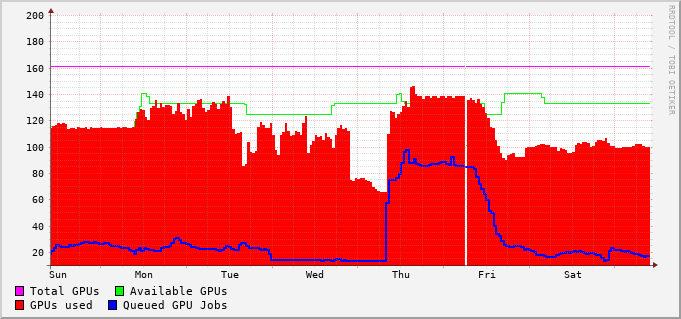 200
180
160
140
120
100
80
60
40
20
Sun Mon Tue Wed Thu Fri Sat
Total GPUs Available GPUs
GPUs used Queued GPU Jobs
RRDTOOL / TOBI OETIKER